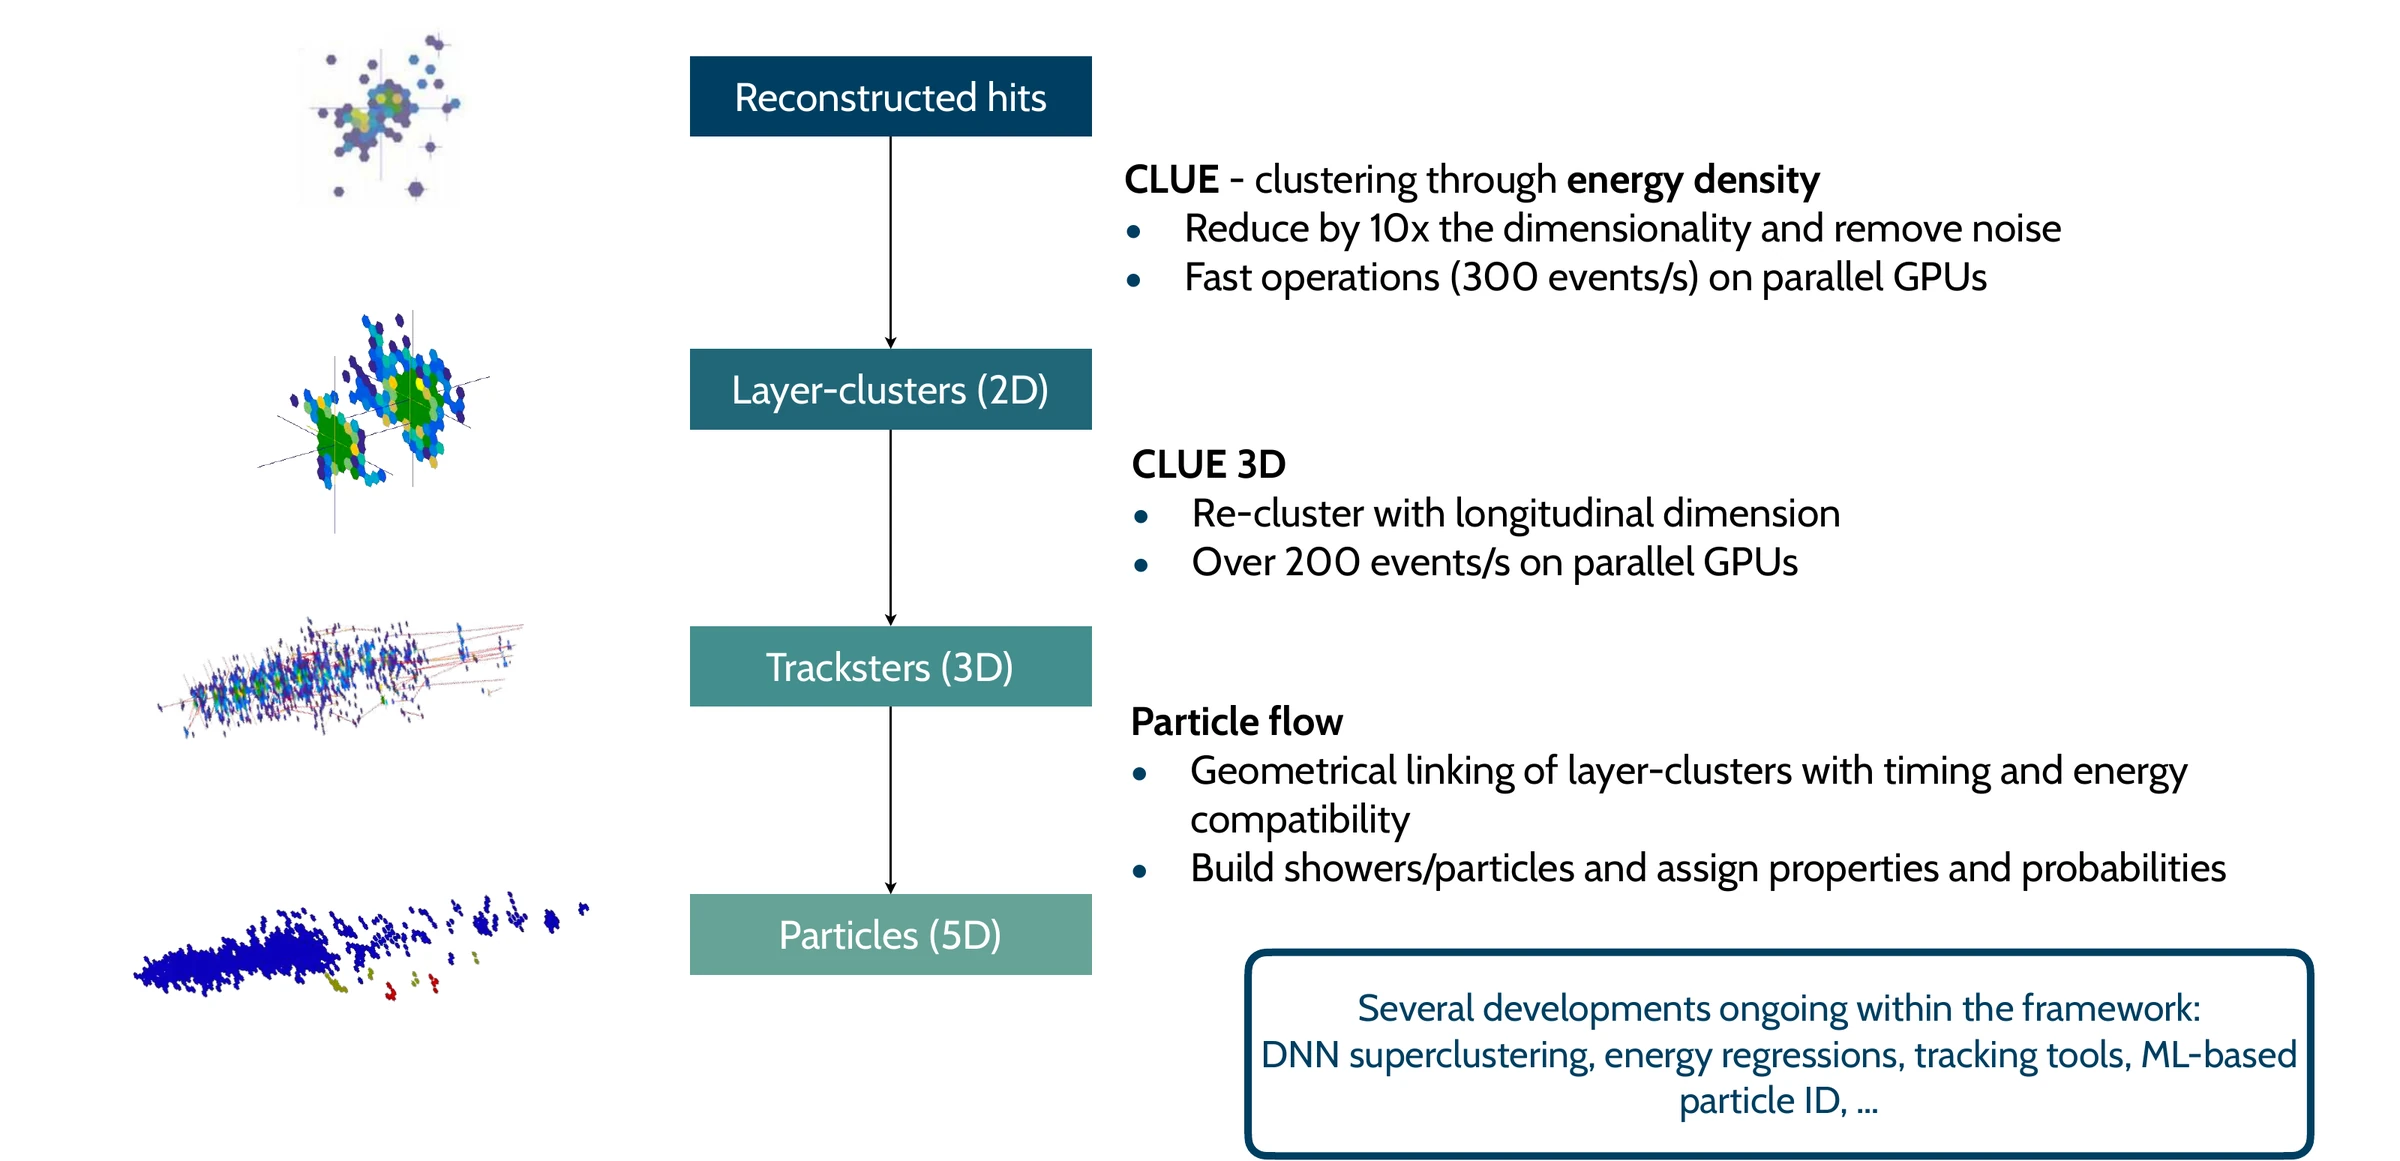 Reconstructed hits
CLUE - clustering through energy density
• Reduce by 10x the dimensionality and remove noise
• Fast operations (300 events/s) on parallel GPUs
Layer-clusters (2D)
CLUE 3D
• Re-cluster with longitudinal dimension
• Over 200 events/s on parallel GPUs
Tracksters (3D)
Particle flow
• Geometrical linking of layer-clusters with timing and energy
compatibility
• Build showers/particles and assign properties and probabilities
Particles (5D)
Several developments ongoing within the framework:
DNN superclustering, energy regressions, tracking tools, ML-based
particle ID, ...